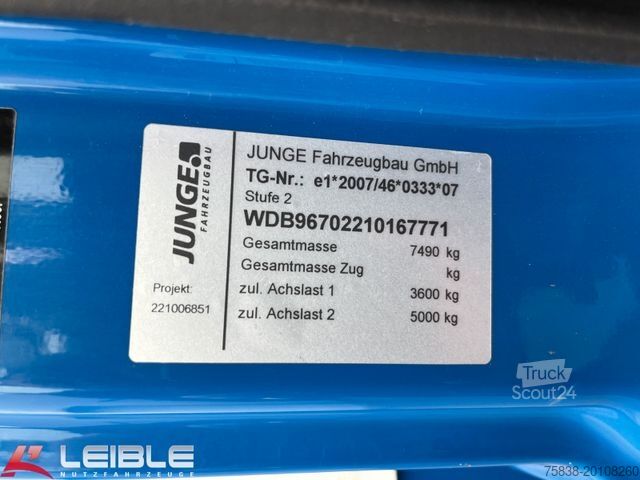 JUNGE Fahrzeugbau GmbH
TG-Nr.: e1*2007/46*0333*07
Stufe 2
WDB96702210167771
Gesamtmasse 7490 kg
Gesamtmasse Zug kg
zul. Achslast 1 3600 kg
zul. Achslast 2 5000 kg
JUNGE
FAHRZEUGBAU
Projekt:
221006851
Truck
Scout24
LEIBLE
NUTZFAHRZEUGE
75838-20108260